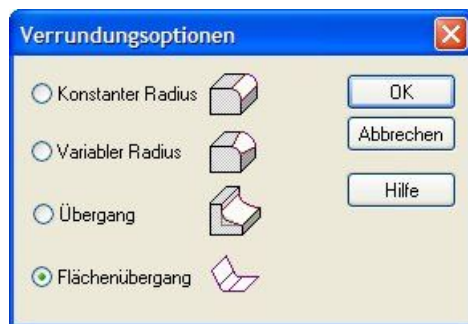 Verrundungsoptionen
Konstanter Radius
Variabler Radius
Übergang
Flächenübergang
OK
Abbrechen
Hilfe